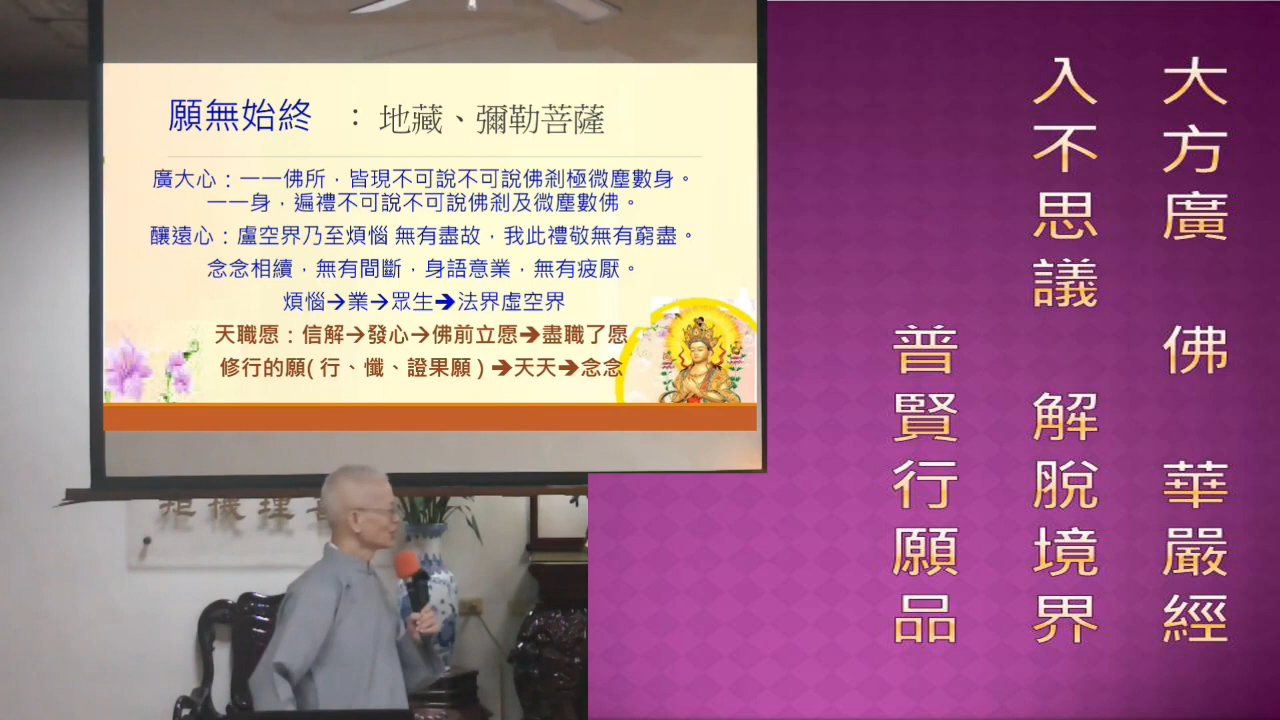 願無始終 ： 地藏、彌勒菩薩
廣大心：一一佛所，皆現不可說不可說佛剎極微塵數身。
一一身，遍禮不可說不可說佛剎及微塵數佛。
釀遠心：盧空界乃至煩惱 無有盡故，我此禮敬無有窮盡。
念念相續，無有間斷，身語意業，無有疲厭。
煩惱→業→眾生→法界虛空界
天職愿：信解→發心→佛前立愿→盡職了愿
修行的願( 行、懺、證果願 ) →天天→念念
大方廣 佛 華嚴經
入不思議 解脫境界
普賢行願品